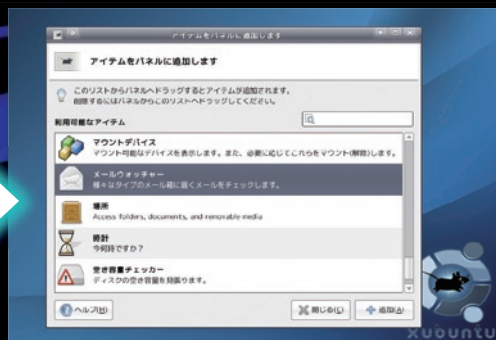 アイテムをパネルに追加します
アイテムをパネルに追加します
このリストからパネルへドラッグするとアイテムが追加されます。
削除するにはパネルからこのリストへドラッグしてください。
利用可能なアイテム
マウントデバイス
マウント可能なデバイスを表示します。また、必要に応じてこれらをマウント(解除)します。
メールウォッチャー
様々なタイプのメール箱に届くメールをチェックします。
場所
Access folders, documents, and removable media
時計
今何時ですか?
空き容量チェッカー
ディスクの空き容量を見張ります。
ヘルプ(H)
閉じる(C)
追加(A)
xubuntu